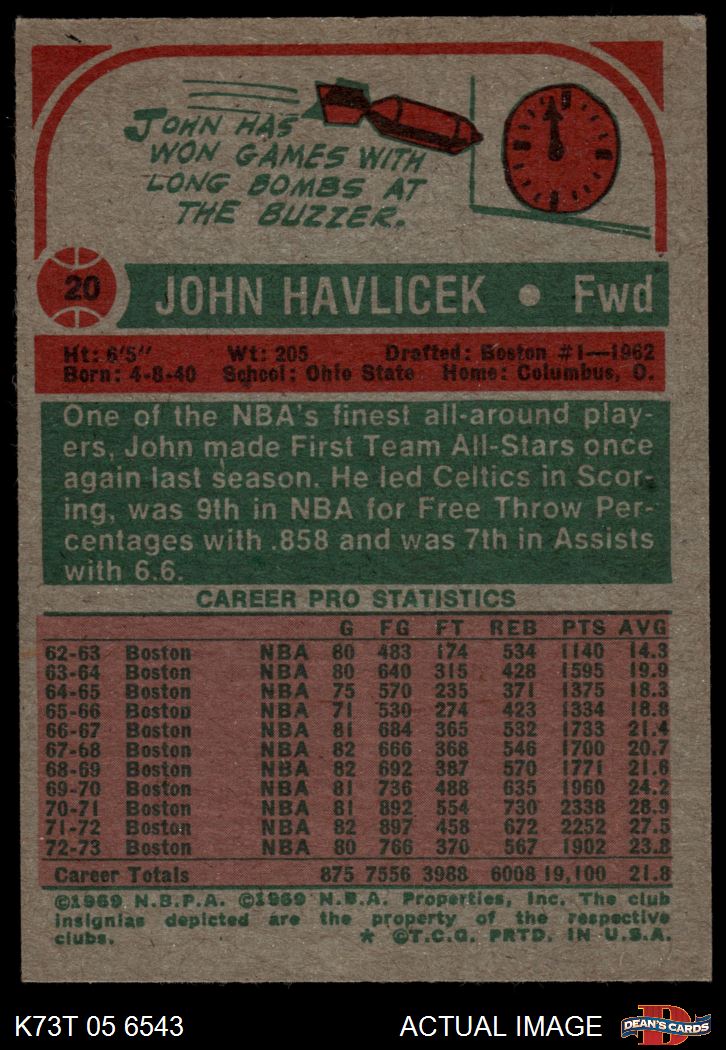 JOHN HAS
WON GAMES WITH
LONG BOMBS AT
THE BUZZER.
20
JOHN HAVLICEK • Fwd
Ht: 6'5" Wt: 205 Drafted: Boston #1—1962
Born: 4-8-40 School: Ohio State Home: Columbus, O.
One of the NBA's finest all-around play-
ers, John made First Team All-Stars once
again last season. He led Celtics in Scor-
ing, was 9th in NBA for Free Throw Per-
centages with .858 and was 7th in Assists
with 6.6.
CAREER PRO STATISTICS
G FG FT REB PTS AVG
62-63 Boston NBA 80 483 174 534 1140 14.3
63-64 Boston NBA 80 640 315 428 1595 19.9
64-65 Boston NBA 75 570 235 371 1375 18.3
65-66 Boston NBA 71 530 274 423 1334 18.8
66-67 Boston NBA 81 684 365 532 1733 21.4
67-68 Boston NBA 82 666 368 546 1700 20.7
68-69 Boston NBA 82 692 387 570 1771 21.6
69-70 Boston NBA 81 736 488 635 1960 24.2
70-71 Boston NBA 81 892 554 730 2338 28.9
71-72 Boston NBA 82 897 458 672 2252 27.5
72-73 Boston NBA 80 766 370 567 1902 23.8
Career Totals 875 7556 3988 6008 19,100 21.8
©1969 N.B.P.A. ©1969 N.B.A. Properties, Inc. The club
insignias depicted are the property of the respective
clubs. * ©T.C.G. PRTD. IN U.S.A.
K73T 05 6543 ACTUAL IMAGE
D
DEAN'S CARDS